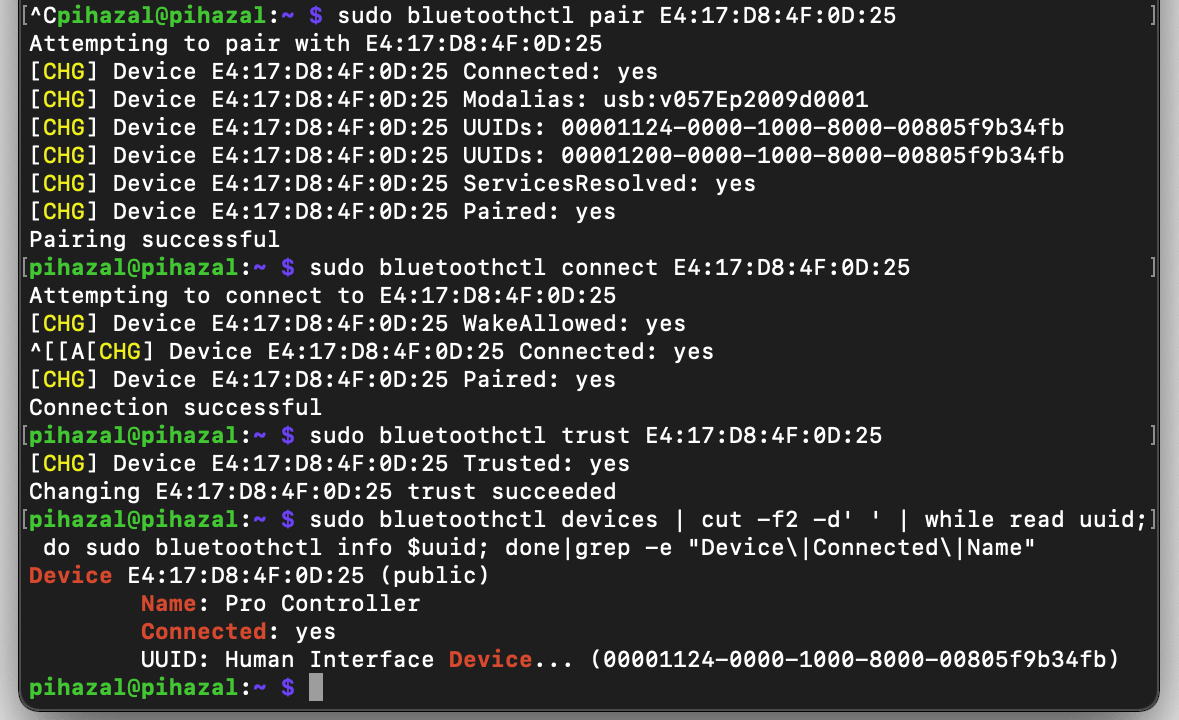 [^Cpihazal@pihazal:~ $ sudo bluetoothctl pair E4:17:D8:4F:0D:25 ]
Attempting to pair with E4:17:D8:4F:0D:25
[CHG] Device E4:17:D8:4F:0D:25 Connected: yes
[CHG] Device E4:17:D8:4F:0D:25 Modalias: usb:v057Ep2009d0001
[CHG] Device E4:17:D8:4F:0D:25 UUIDs: 00001124-0000-1000-8000-00805f9b34fb
[CHG] Device E4:17:D8:4F:0D:25 UUIDs: 00001200-0000-1000-8000-00805f9b34fb
[CHG] Device E4:17:D8:4F:0D:25 ServicesResolved: yes
[CHG] Device E4:17:D8:4F:0D:25 Paired: yes
Pairing successful
[pihazal@pihazal:~ $ sudo bluetoothctl connect E4:17:D8:4F:0D:25 ]
Attempting to connect to E4:17:D8:4F:0D:25
[CHG] Device E4:17:D8:4F:0D:25 WakeAllowed: yes
^[[A[CHG] Device E4:17:D8:4F:0D:25 Connected: yes
[CHG] Device E4:17:D8:4F:0D:25 Paired: yes
Connection successful
[pihazal@pihazal:~ $ sudo bluetoothctl trust E4:17:D8:4F:0D:25 ]
[CHG] Device E4:17:D8:4F:0D:25 Trusted: yes
Changing E4:17:D8:4F:0D:25 trust succeeded
[pihazal@pihazal:~ $ sudo bluetoothctl devices | cut -f2 -d' ' | while read uuid;]
 do sudo bluetoothctl info $uuid; done|grep -e "Device\|Connected\|Name"
Device E4:17:D8:4F:0D:25 (public)
        Name: Pro Controller
        Connected: yes
        UUID: Human Interface Device... (00001124-0000-1000-8000-00805f9b34fb)
pihazal@pihazal:~ $